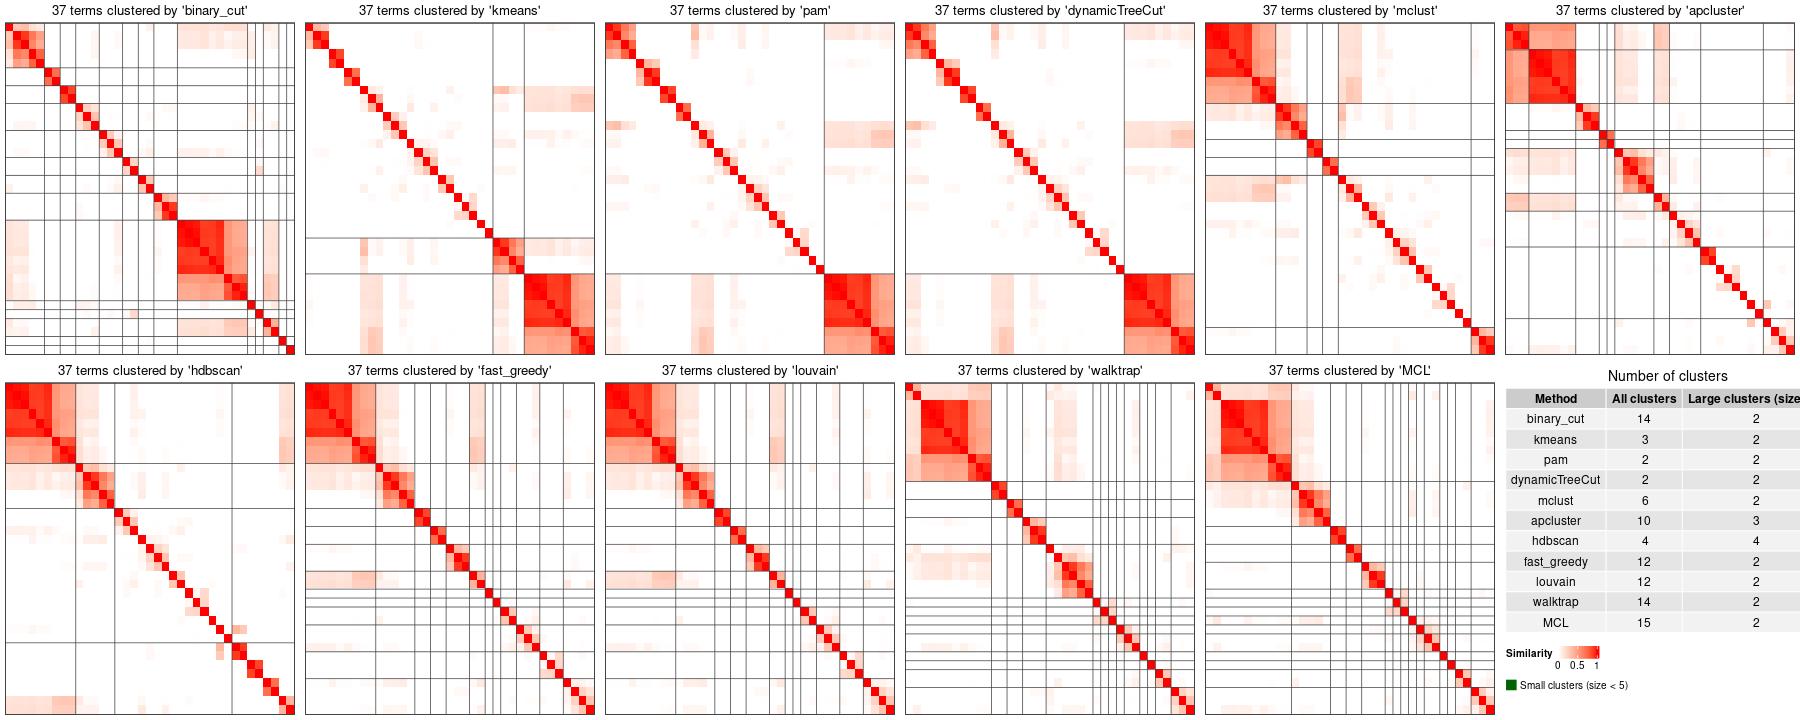 37 terms clustered by 'binary_cut'
37 terms clustered by 'kmeans'
37 terms clustered by 'pam'
37 terms clustered by 'dynamicTreeCut'
37 terms clustered by 'mclust'
37 terms clustered by 'apcluster'
37 terms clustered by 'hdbscan'
37 terms clustered by 'fast_greedy'
37 terms clustered by 'louvain'
37 terms clustered by 'walktrap'
37 terms clustered by 'MCL'
Number of clusters
Method All clusters Large clusters (size
binary_cut 14 2
kmeans 3 2
pam 2 2
dynamicTreeCut 2 2
mclust 6 2
apcluster 10 3
hdbscan 4 4
fast_greedy 12 2
louvain 12 2
walktrap 14 2
MCL 15 2
Similarity
0 0.5 1
Small clusters (size < 5)